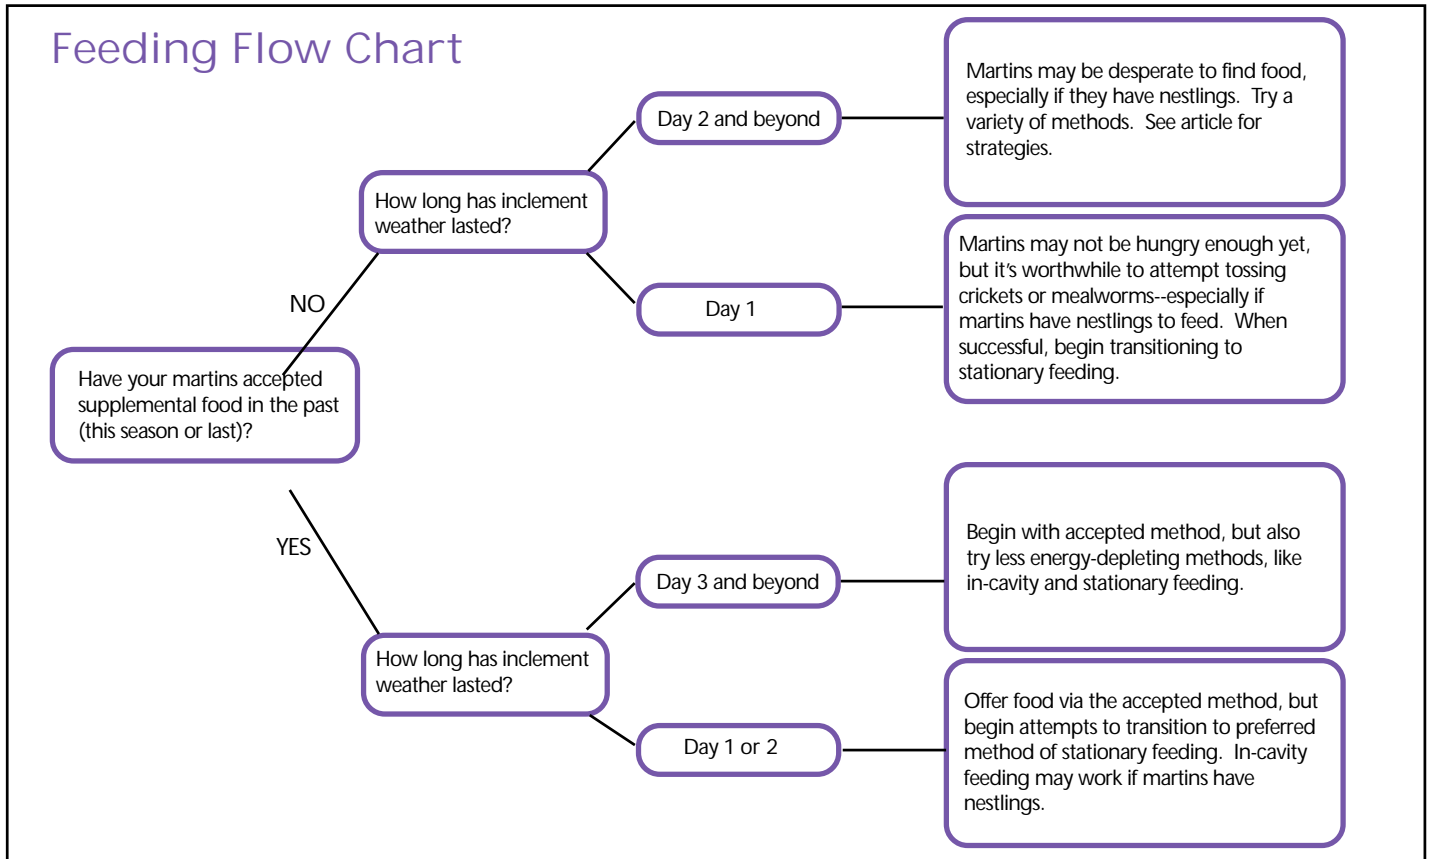 Feeding Flow Chart
Martins may be desperate to find food,
especially if they have nestlings.  Try a
variety of methods.  See article for
strategies.
Day 2 and beyond
How long has inclement
weather lasted?
Martins may not be hungry enough yet,
but it's worthwhile to attempt tossing
crickets or mealworms--especially if
martins have nestlings to feed.  When
successful, begin transitioning to
stationary feeding.
Day 1
NO
Have your martins accepted
supplemental food in the past
(this season or last)?
YES
Begin with accepted method, but also
try less energy-depleting methods, like
in-cavity and stationary feeding.
Day 3 and beyond
How long has inclement
weather lasted?
Day 1 or 2
Offer food via the accepted method, but
begin attempts to transition to preferred
method of stationary feeding.  In-cavity
feeding may work if martins have
nestlings.